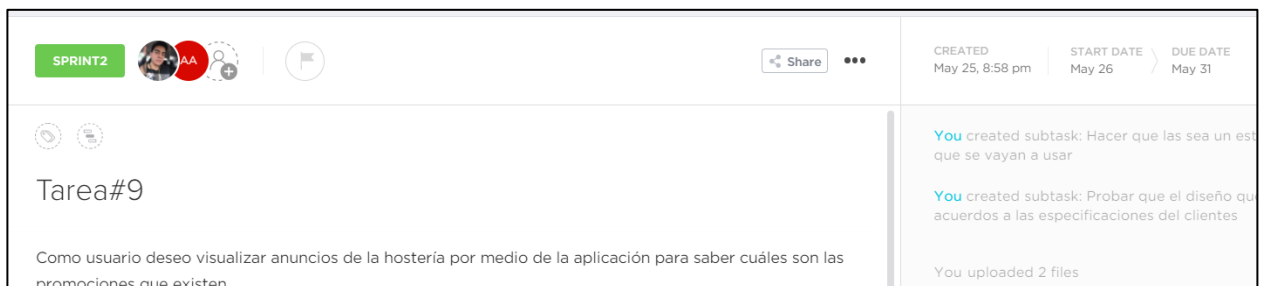 SPRINT2
AA
Share
CREATED
May 25, 8:58 pm
START DATE
May 26
DUE DATE
May 31
Tarea#9
Como usuario deseo visualizar anuncios de la hostería por medio de la aplicación para saber cuáles son las
promociones que existen
You created subtask: Hacer que las sea un est
que se vayan a usar
You created subtask: Probar que el diseño qu
acuerdos a las especificaciones del clientes
You uploaded 2 files